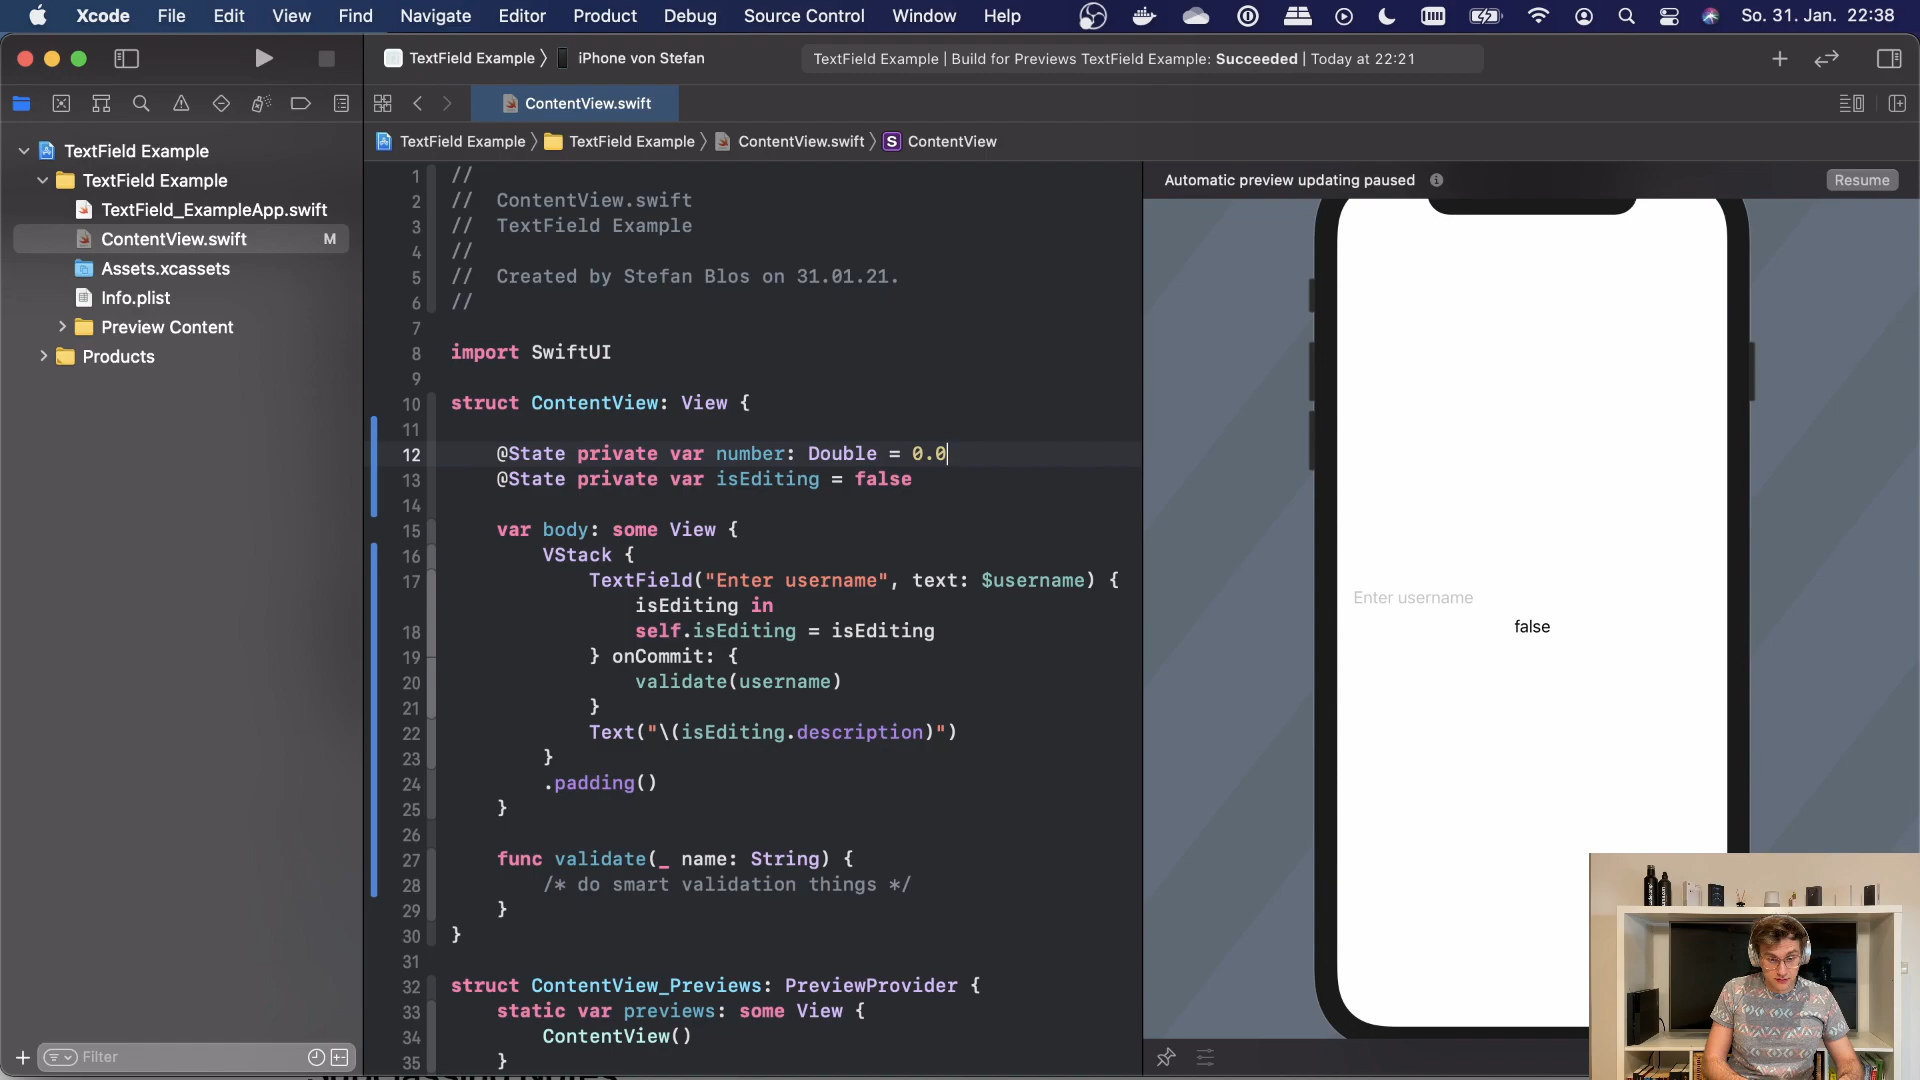 Xcode File Edit View Find Navigate Editor Product Debug Source Control Window Help So. 31. Jan. 22:38
TextField Example iPhone von Stefan
TextField Example | Build for Previews TextField Example: Succeeded | Today at 22:21
ContentView.swift
TextField Example
TextField Example
TextField_ExampleApp.swift
ContentView.swift M
Assets.xcassets
Info.plist
Preview Content
Products
Filter
TextField Example TextField Example ContentView.swift S ContentView
1 //
2 // ContentView.swift
3 // TextField Example
4 //
5 // Created by Stefan Blos on 31.01.21.
6 //
7
8 import SwiftUI
9
10 struct ContentView: View {
11
12 @State private var number: Double = 0.0
13 @State private var isEditing = false
14
15 var body: some View {
16 VStack {
17 TextField("Enter username", text: $username) {
isEditing in
18 self.isEditing = isEditing
19 } onCommit: {
20 validate(username)
21 }
22 Text("\(isEditing.description)")
23 }
24 .padding()
25 }
26
27 func validate(_ name: String) {
28 /* do smart validation things */
29 }
30 }
31
32 struct ContentView_Previews: PreviewProvider {
33 static var previews: some View {
34 ContentView()
35 }
Automatic preview updating paused Resume
Enter username
false